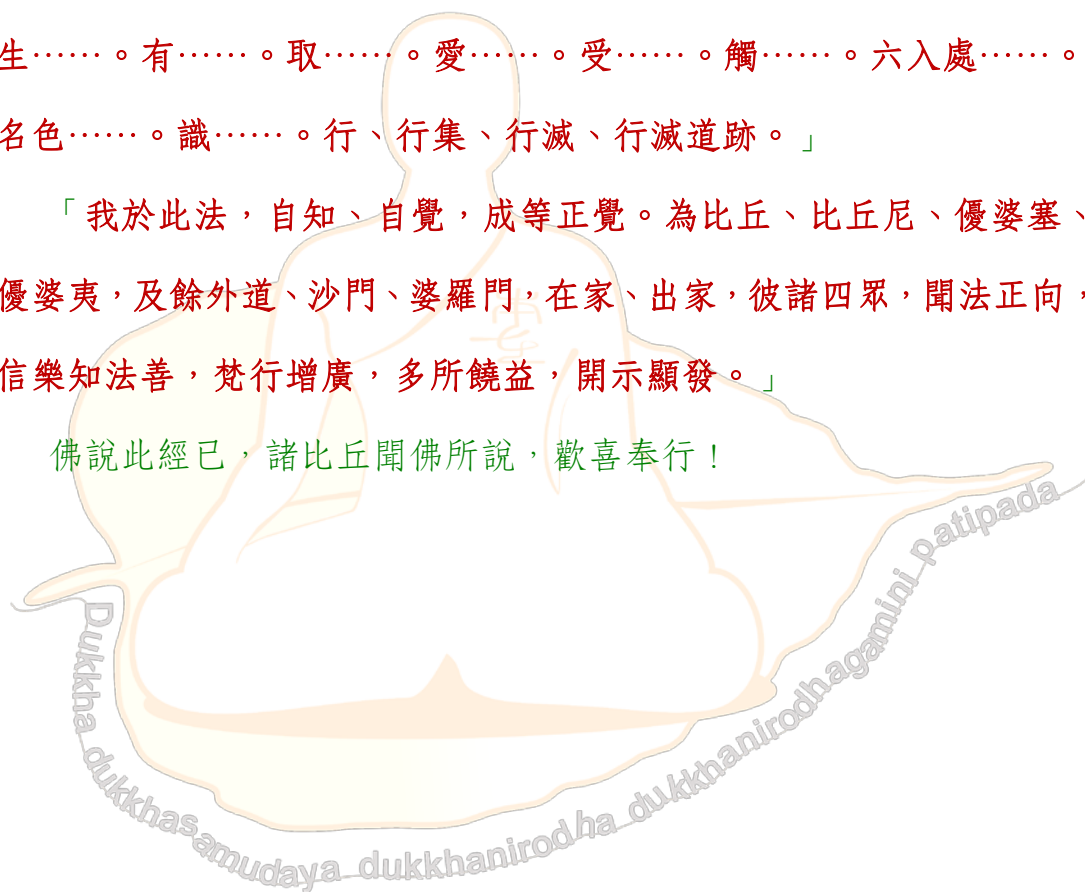 生……。有……。取……。愛……。受……。觸……。六入處……。
名色……。識……。行、行集、行滅、行滅道跡。」
「我於此法，自知、自覺，成等正覺。為比丘、比丘尼、優婆塞、
優婆夷，及餘外道、沙門、婆羅門，在家、出家，彼諸四眾，聞法正向，
信樂知法善，梵行增廣，多所饒益，開示顯發。」
佛說此經已，諸比丘聞佛所說，歡喜奉行！
Dukkha dukkhasamudaya dukkhanirodha dukkhanirodhagamini patipada